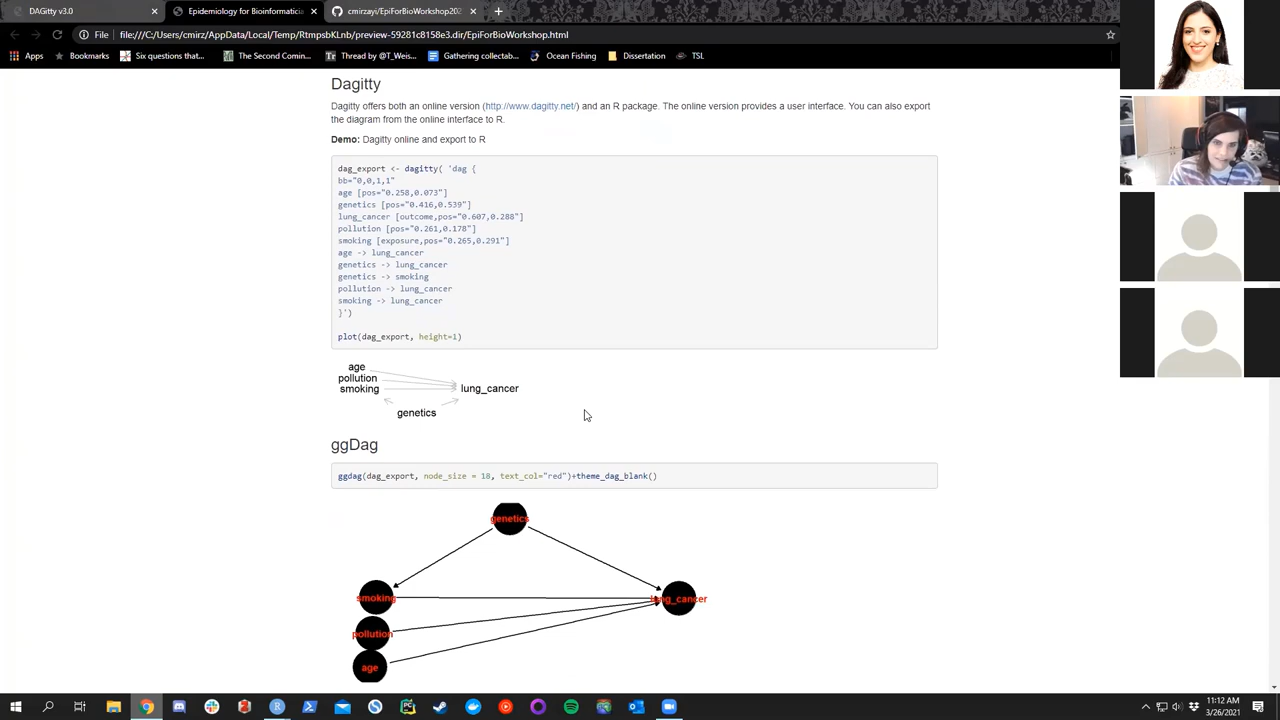 DAGitty v3.0
Epidemiology for Bioinformatici
cmirzayi/EpiForBioWorkshop202
File
file:///C:/Users/cmirz/AppData/Local/Temp/RtmpsbKLnb/preview-59281c8158e3.dir/EpiForBioWorkshop.html
Apps
Bookmarks
Six questions that...
The Second Comin...
Thread by @T_Weis...
Gathering collectab...
Ocean Fishing
Dissertation
TSL
Dagitty
Dagitty offers both an online version (http://www.dagitty.net/) and an R package. The online version provides a user interface. You can also export
the diagram from the online interface to R.
Demo: Dagitty online and export to R
dag_export <- dagitty( 'dag {
bb="0,0,1,1"
age [pos="0.258,0.073"]
genetics [pos="0.416,0.539"]
lung_cancer [outcome,pos="0.607,0.288"]
pollution [pos="0.261,0.178"]
smoking [exposure,pos="0.265,0.291"]
age -> lung_cancer
genetics -> lung_cancer
genetics -> smoking
pollution -> lung_cancer
smoking -> lung_cancer
}')
plot(dag_export, height=1)
age
pollution
smoking
lung_cancer
genetics
ggDag
ggdag(dag_export, node_size = 18, text_col="red")+theme_dag_blank()
genetics
smoking
lung_cancer
pollution
age
11:12 AM
3/26/2021